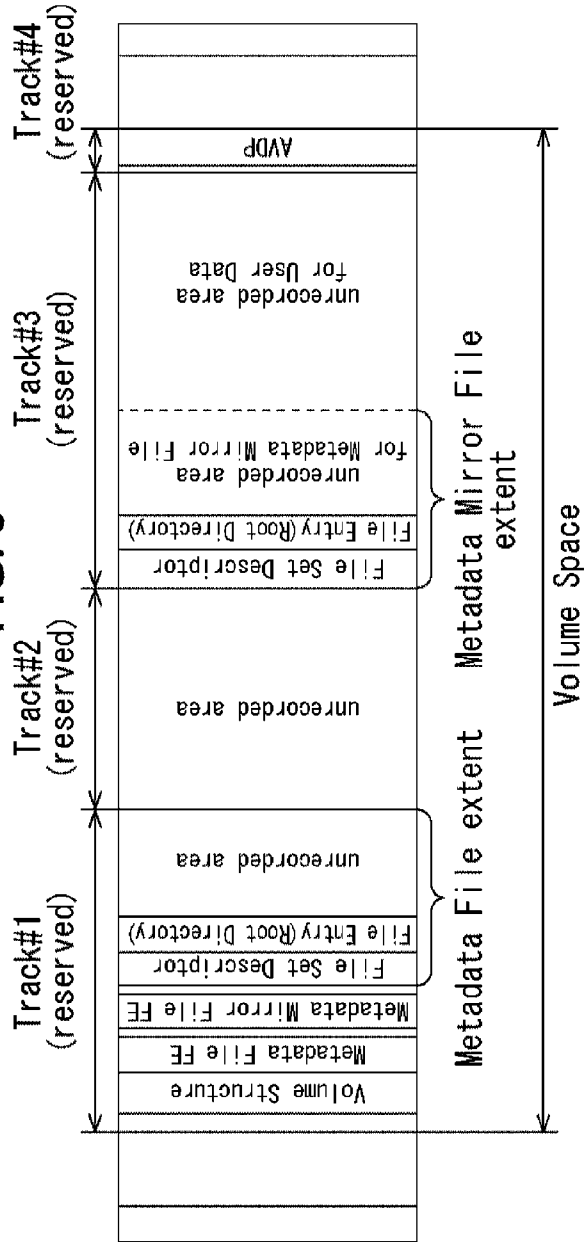 Track#1
(reserved)
Track#2
(reserved)
Track#3
(reserved)
Track#4
(reserved)
Volume Structure
Metadata File FE
Metadata Mirror File FE
File Set Descriptor
File Entry(Root Directory)
unrecorded area
unrecorded area
File Set Descriptor
File Entry(Root Directory)
unrecorded area
for Metadata Mirror File
unrecorded area
for User Data
AVDP
Metadata File extent
Metadata Mirror File
extent
Volume Space